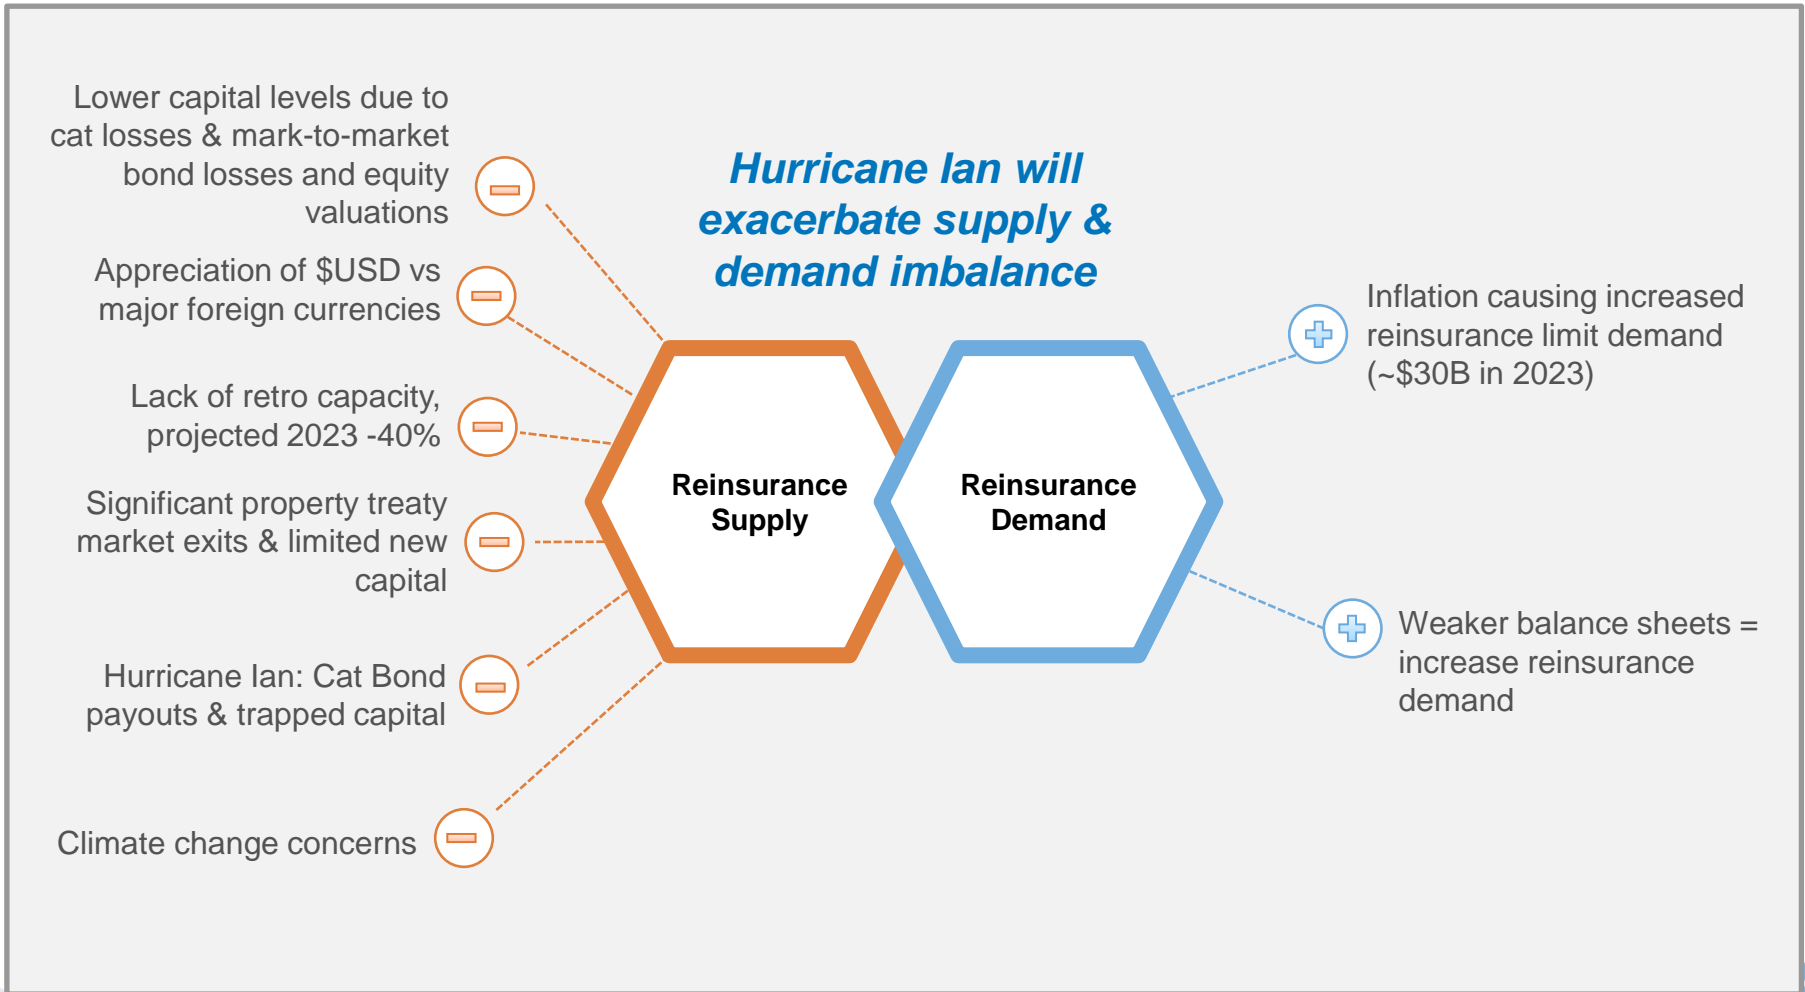 Lower capital levels due to
cat losses & mark-to-market
bond losses and equity
valuations
Appreciation of $USD vs
major foreign currencies
Lack of retro capacity,
projected 2023 -40%
Significant property treaty
market exits & limited new
capital
Hurricane Ian: Cat Bond
payouts & trapped capital
Climate change concerns
Hurricane Ian will
exacerbate supply &
demand imbalance
Reinsurance
Supply
Reinsurance
Demand
Inflation causing increased
reinsurance limit demand
(~$30B in 2023)
Weaker balance sheets =
increase reinsurance
demand